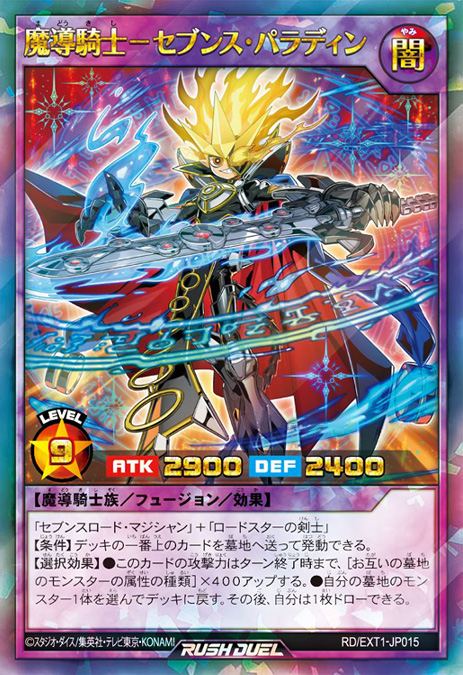 魔導騎士－セブンス・パラディン
闇
LEVEL
9
ATK 2900 DEF 2400
【魔導騎士族／フュージョン／効果】
「セブンスロード・マジシャン」＋「ロードスターの剣士」
【条件】デッキの一番上のカードを墓地へ送って発動できる。
【選択効果】●このカードの攻撃力はターン終了時まで、［お互いの墓地
のモンスターの属性の種類］×400アップする。●自分の墓地のモン
スター1体を選んでデッキに戻す。その後、自分は1枚ドローできる。
©スタジオ・ダイス/集英社・テレビ東京・KONAMI
RUSH DUEL
RD/EXT1-JP015